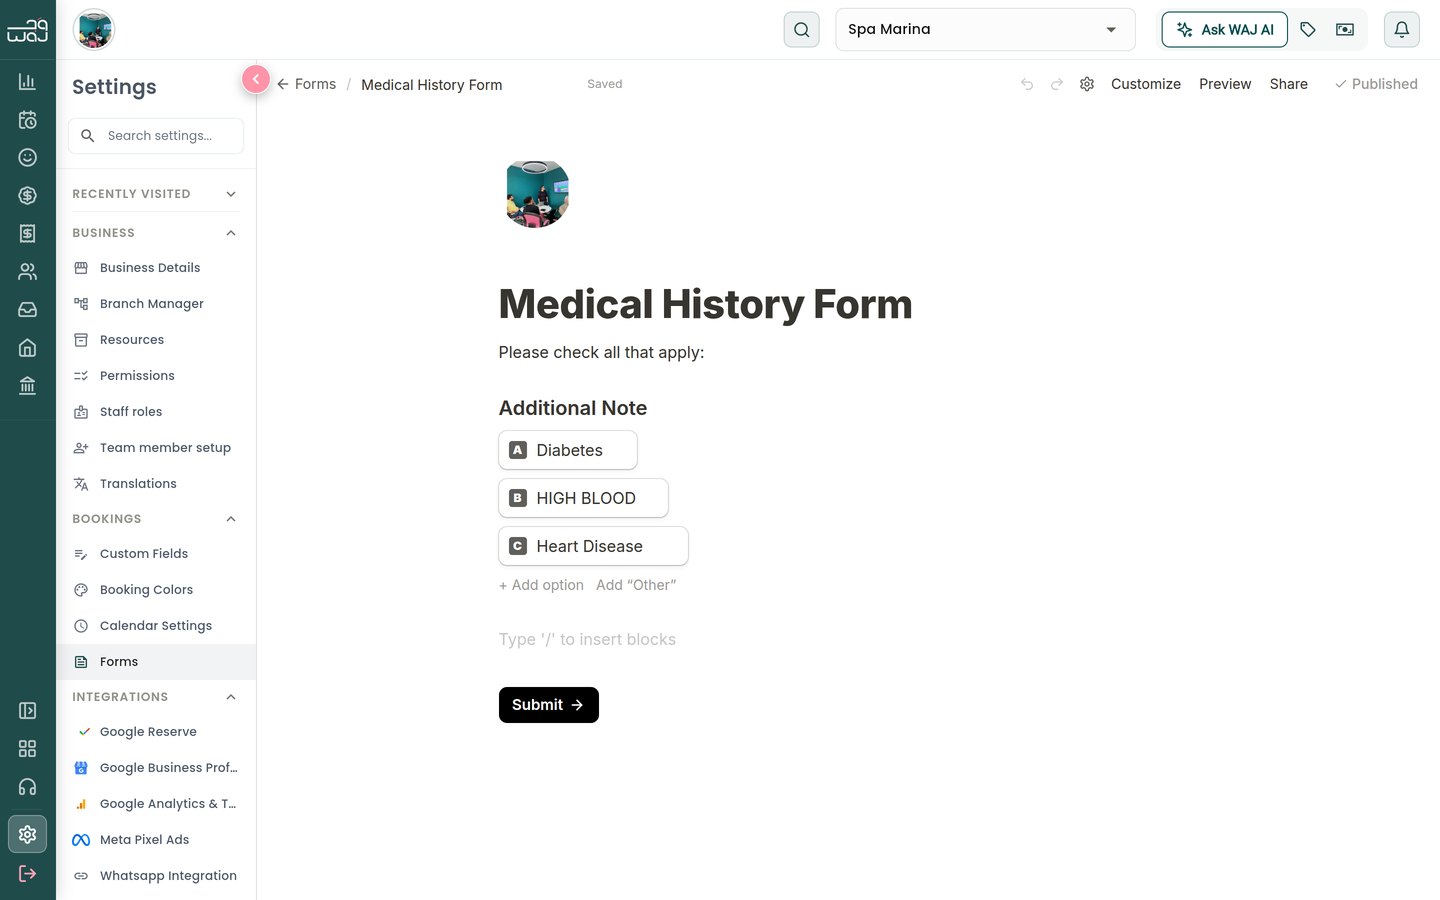 waj
Spa Marina
Ask WAJ AI
Settings
Search settings...
RECENTLY VISITED
BUSINESS
Business Details
Branch Manager
Resources
Permissions
Staff roles
Team member setup
Translations
BOOKINGS
Custom Fields
Booking Colors
Calendar Settings
Forms
INTEGRATIONS
Google Reserve
Google Business Prof...
Google Analytics & T...
Meta Pixel Ads
Whatsapp Integration
Forms / Medical History Form
Saved
Customize
Preview
Share
Published
Medical History Form
Please check all that apply:
Additional Note
A Diabetes
B HIGH BLOOD
C Heart Disease
+ Add option Add “Other”
Type '/' to insert blocks
Submit →